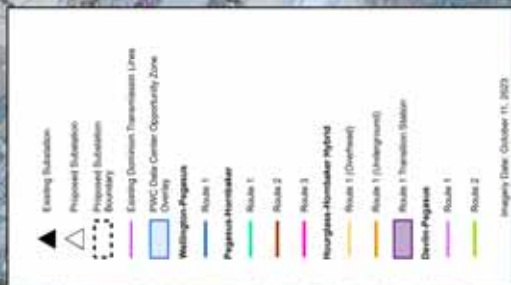 Existing Substation
Proposed Substation
Proposed Substation
Boundary
Existing Dominion Transmission Lines
PWC Data Center Opportunity Zone
Overlay
Wellington-Pegasus
Route 1
Pegasus-Hornbaker
Route 1
Route 2
Route 3
Hourglass-Hornbaker Hybrid
Route 1 (Overhead)
Route 1 (Underground)
Route 1 Transition Station
Devlin-Pegasus
Route 1
Route 2
Imagery Date: October 11, 2023